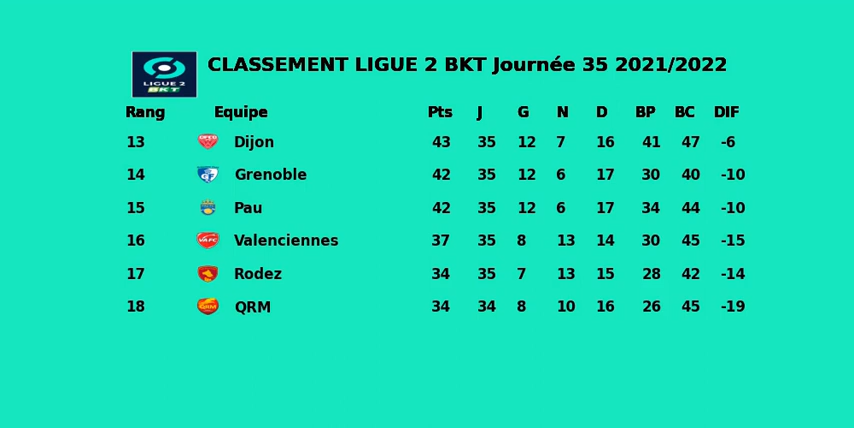 CLASSEMENT LIGUE 2 BKT Journée 35 2021/2022
LIGUE 2
BKT
Rang Equipe Pts J G N D BP BC DIF
13 DFCO Dijon 43 35 12 7 16 41 47 -6
14 GF Grenoble 42 35 12 6 17 30 40 -10
15 Pau 42 35 12 6 17 34 44 -10
16 VAFC Valenciennes 37 35 8 13 14 30 45 -15
17 Rodez 34 35 7 13 15 28 42 -14
18 QRM QRM 34 34 8 10 16 26 45 -19